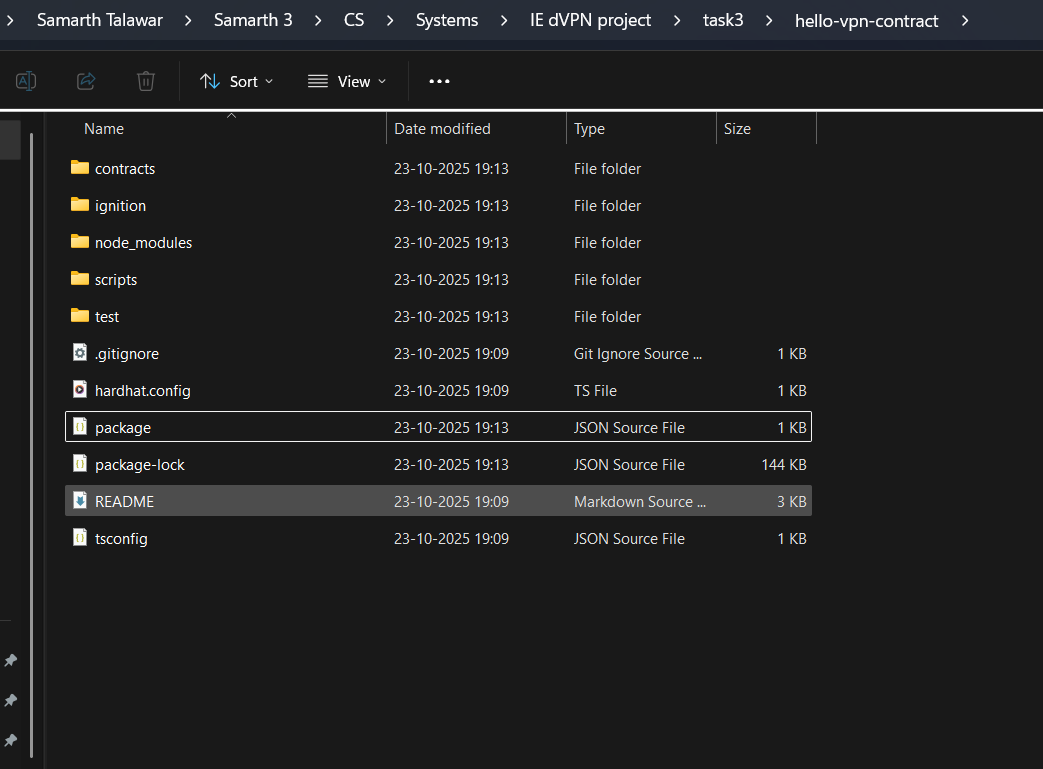 Samarth Talawar > Samarth 3 > CS > Systems > IE dVPN project > task3 > hello-vpn-contract >
Sort View ...
Name Date modified Type Size
contracts 23-10-2025 19:13 File folder
ignition 23-10-2025 19:13 File folder
node_modules 23-10-2025 19:13 File folder
scripts 23-10-2025 19:13 File folder
test 23-10-2025 19:13 File folder
.gitignore 23-10-2025 19:09 Git Ignore Source ... 1 KB
hardhat.config 23-10-2025 19:09 TS File 1 KB
package 23-10-2025 19:13 JSON Source File 1 KB
package-lock 23-10-2025 19:13 JSON Source File 144 KB
README 23-10-2025 19:09 Markdown Source ... 3 KB
tsconfig 23-10-2025 19:09 JSON Source File 1 KB